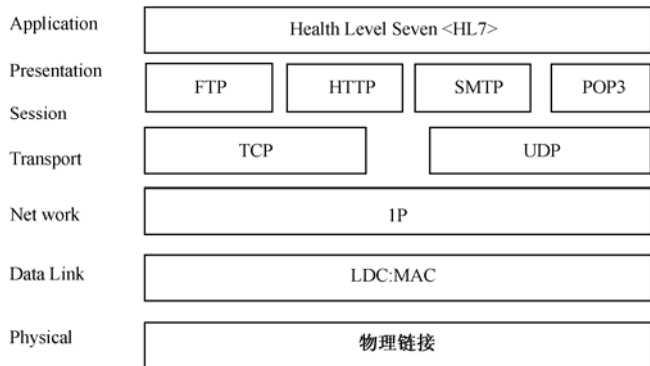 Application
Health Level Seven <HL7>
Presentation
FTP HTTP SMTP POP3
Session
Transport
TCP UDP
Net work
1P
Data Link
LDC:MAC
Physical
物理链接